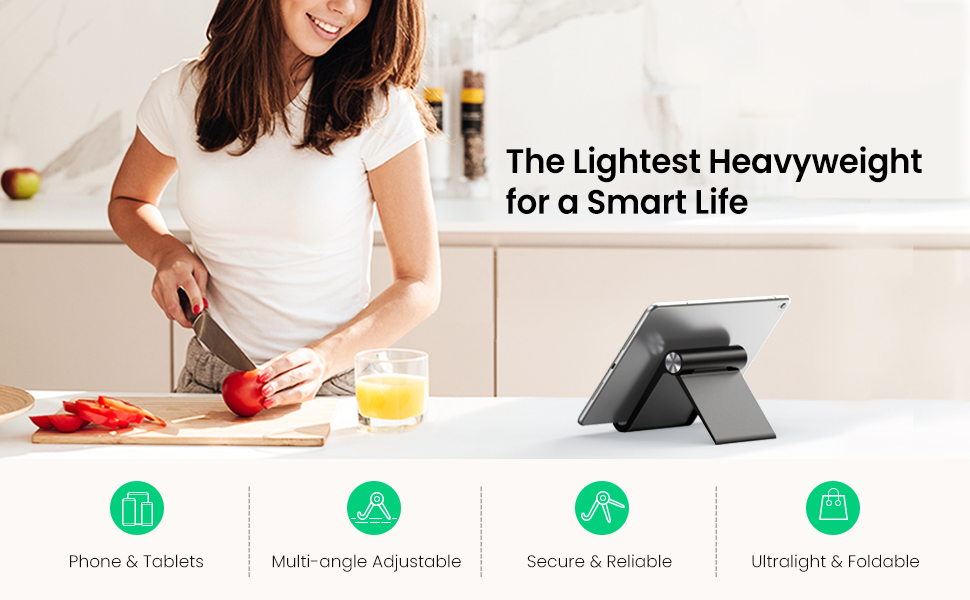 The Lightest Heavyweight
for a Smart Life
Phone & Tablets
Multi-angle Adjustable
Secure & Reliable
Ultralight & Foldable